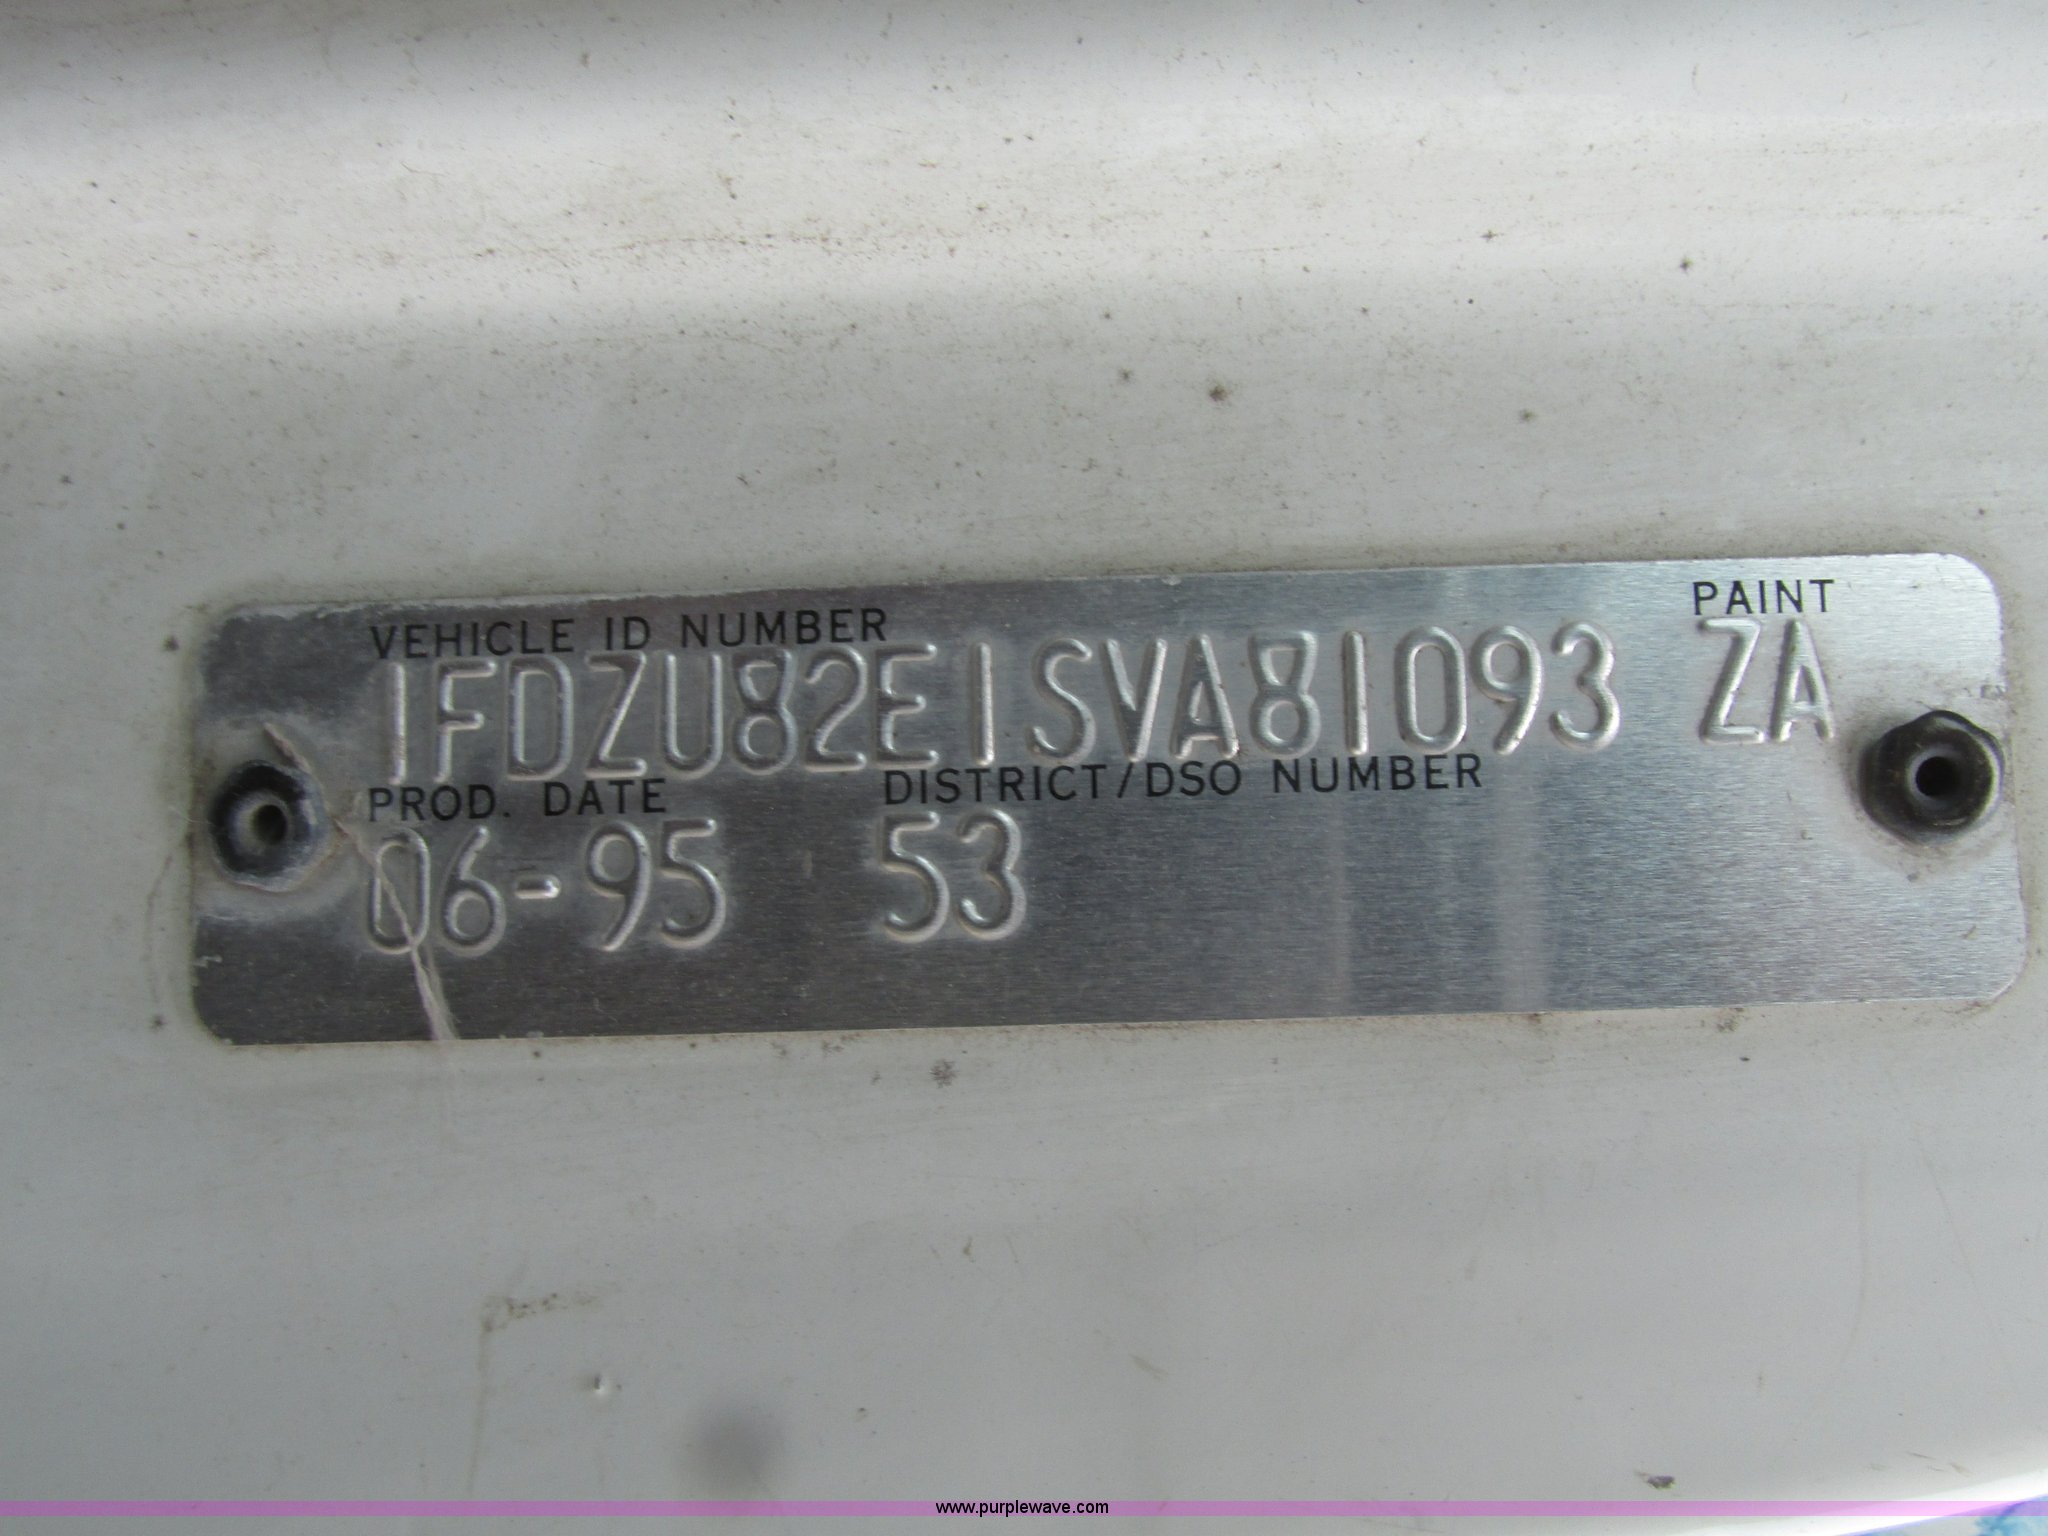 VEHICLE ID NUMBER PAINT
1FDZU82E1SVA81093 ZA
PROD. DATE DISTRICT/DSO NUMBER
06-95 53
www.purplewave.com